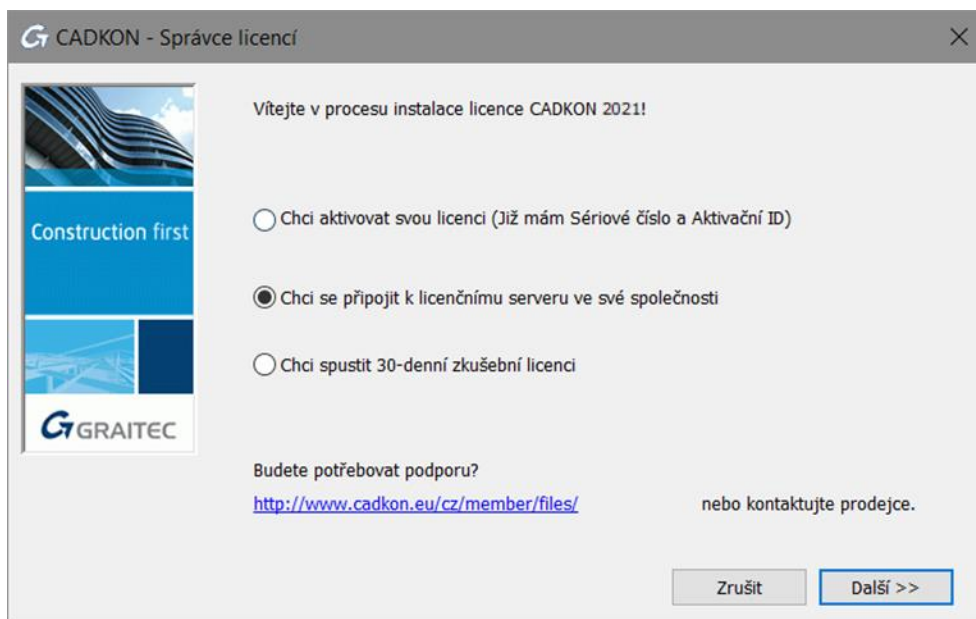 CADKON - Správce licencí
Vítejte v procesu instalace licence CADKON 2021!
Construction first
Chci aktivovat svou licenci (Již mám Sériové číslo a Aktivační ID)
Chci se připojit k licenčnímu serveru ve své společnosti
Chci spustit 30-denní zkušební licenci
GRAITEC
Budete potřebovat podporu?
http://www.cadkon.eu/cz/member/files/ nebo kontaktujte prodejce.
Zrušit
Další >>